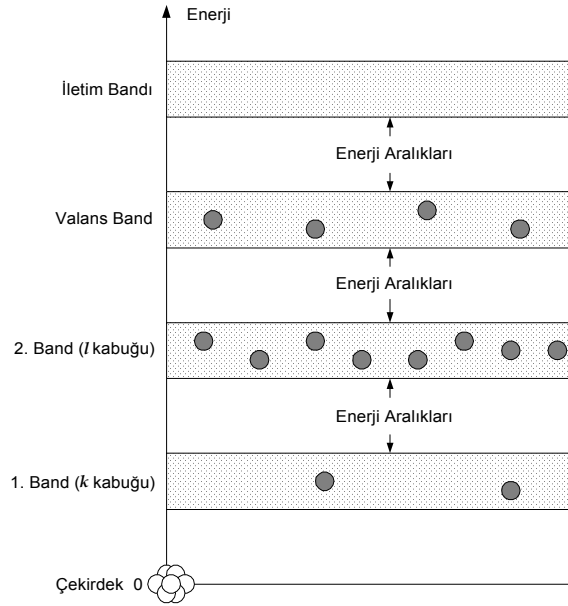 Enerji
İletim Bandı
Enerji Aralıkları
Valans Band
Enerji Aralıkları
2. Band (l kabuğu)
Enerji Aralıkları
1. Band (k kabuğu)
Çekirdek 0